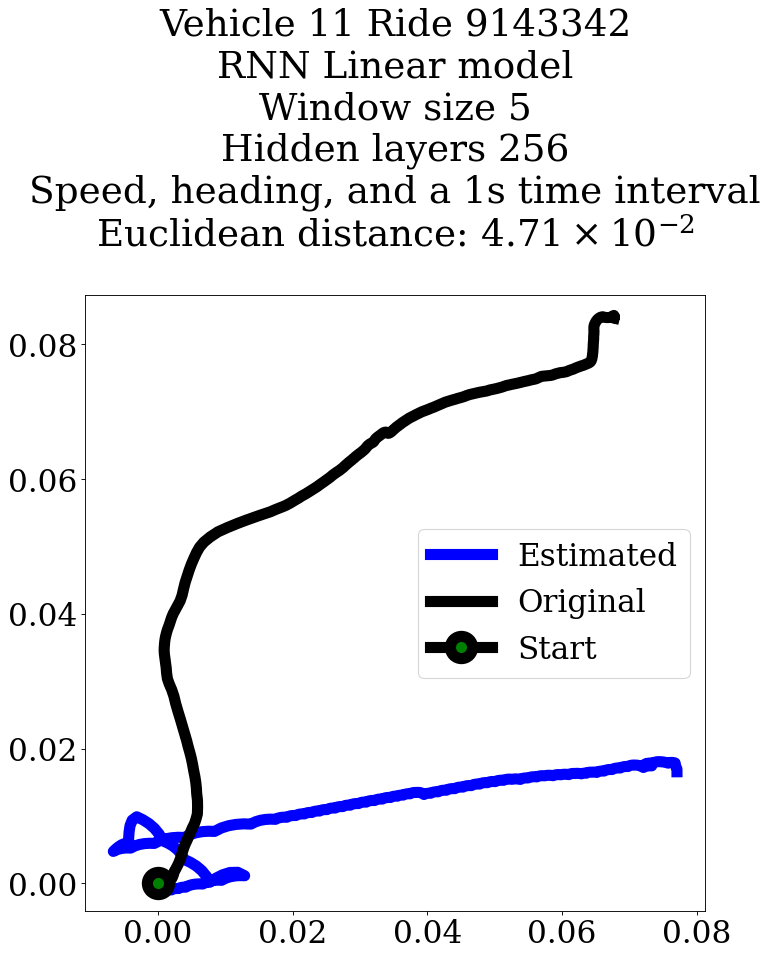 Vehicle 11 Ride 9143342
RNN Linear model
Window size 5
Hidden layers 256
Speed, heading, and a 1s time interval
Euclidean distance: 4.71 × 10⁻²
0.08
0.06
0.04
0.02
0.00
Estimated
Original
Start
0.00 0.02 0.04 0.06 0.08